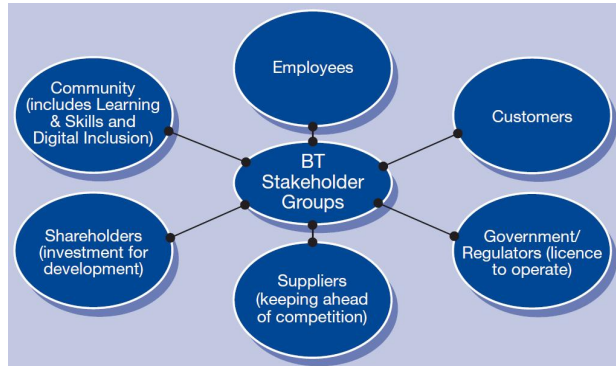 Employees
Community
(includes Learning
& Skills and
Digital Inclusion)
Customers
BT
Stakeholder
Groups
Shareholders
(investment for
development)
Government/
Regulators (licence
to operate)
Suppliers
(keeping ahead
of competition)